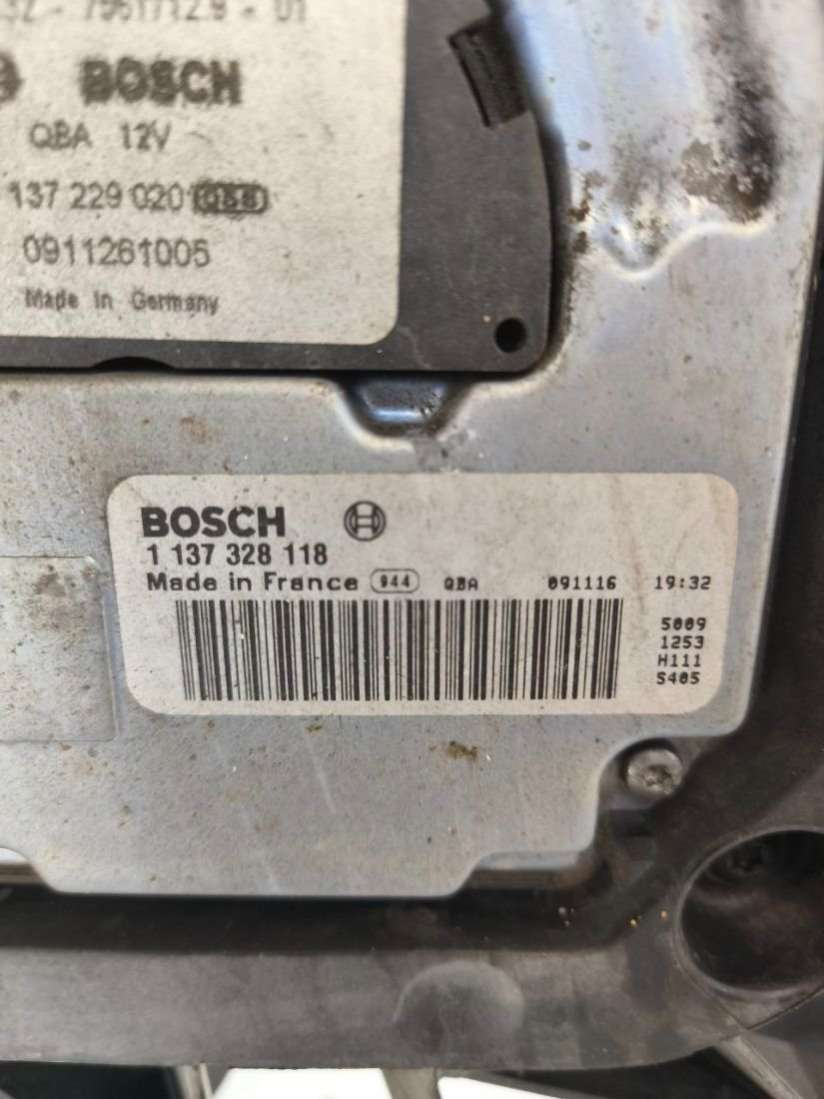 BOSCH
QBA 12V
137 229 020
0911261005
Made in Germany
BOSCH
1 137 328 118
Made in France 944 QBA 091116 19:32
5009
1253
H111
5405